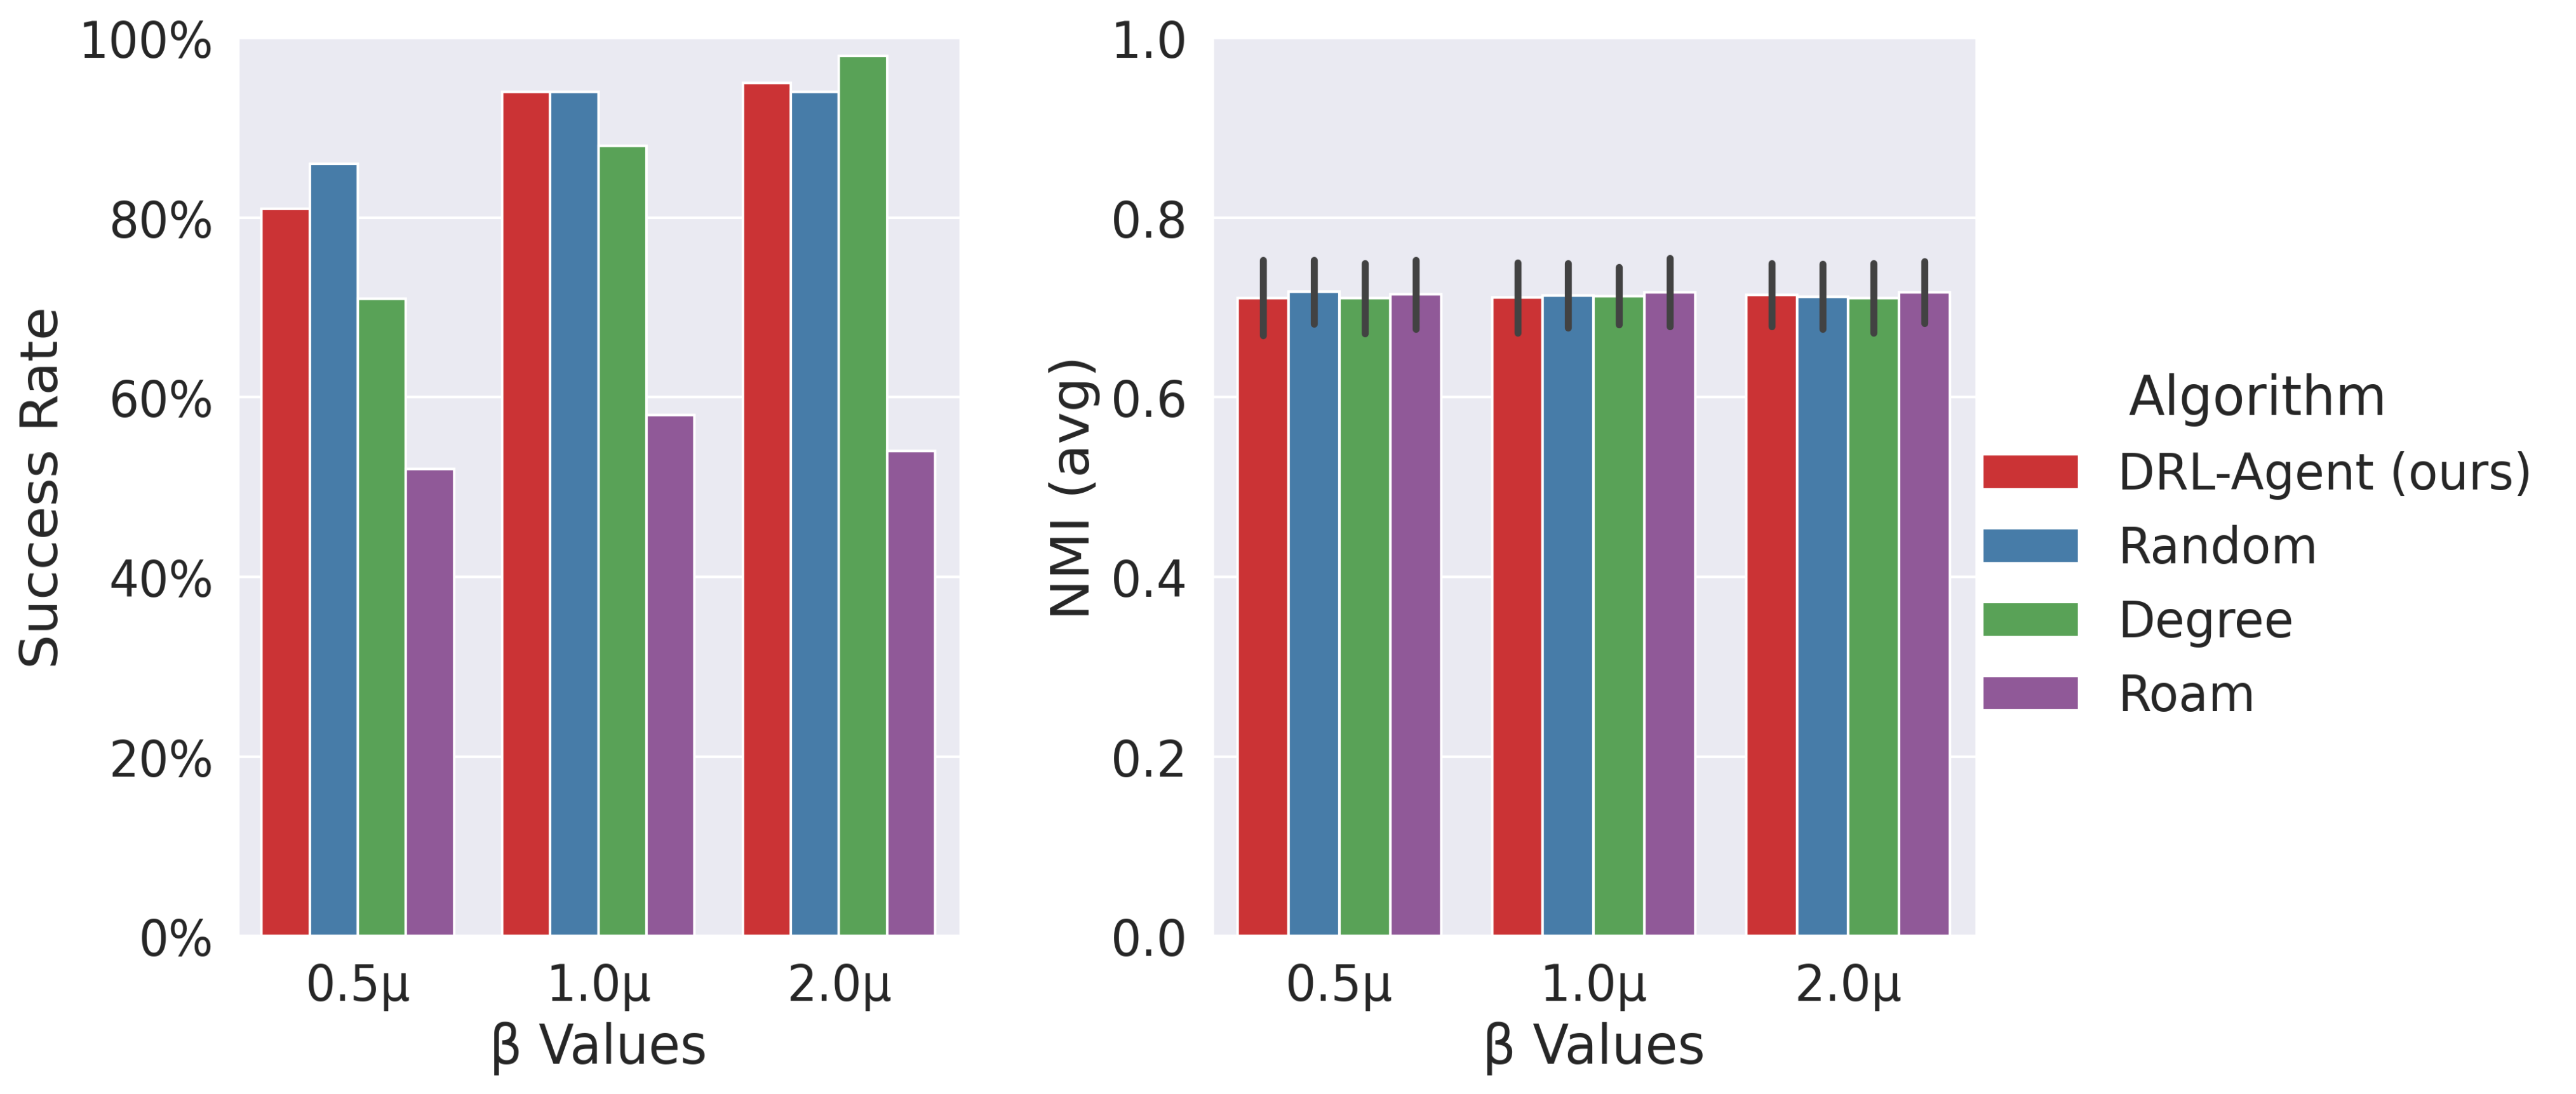 100%
80%
60%
40%
20%
0%
Success Rate
0.5µ 1.0µ 2.0µ
β Values
1.0
0.8
0.6
0.4
0.2
0.0
NMI (avg)
0.5µ 1.0µ 2.0µ
β Values
Algorithm
DRL-Agent (ours)
Random
Degree
Roam